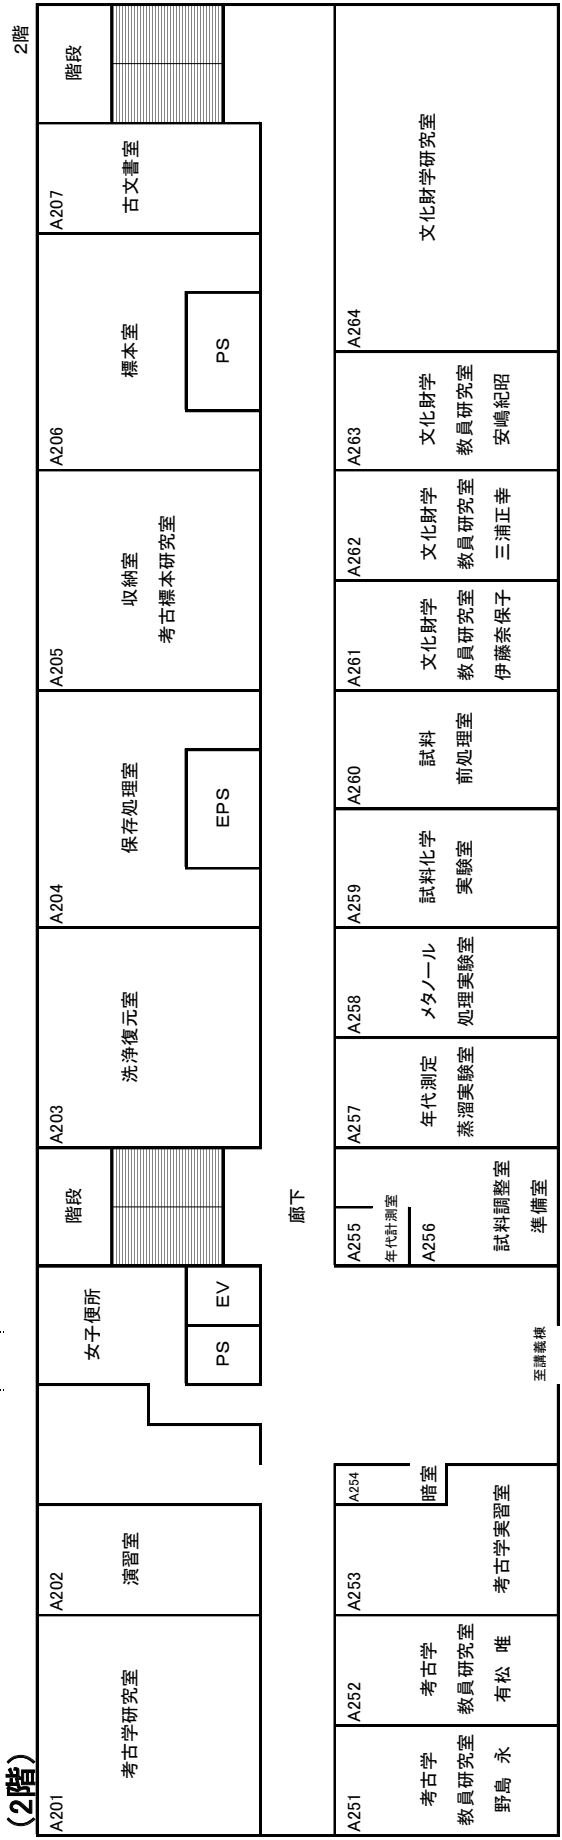 (2階)
2階
A201
考古学研究室
A202
演習室
女子便所
PS
EV
階段
A203
洗浄復元室
A204
保存処理室
EPS
A205
収納室
考古標本研究室
A206
標本室
PS
A207
古文書室
階段
廊下
A251
考古学
教員研究室
野島 永
A252
考古学
教員研究室
有松 唯
A253
考古学実習室
A254
暗室
至講義棟
A255
年代計測室
A256
試料調整室
準備室
A257
年代測定
蒸溜実験室
A258
メタノール
処理実験室
A259
試料化学
実験室
A260
試料
前処理室
A261
文化財学
教員研究室
伊藤奈保子
A262
文化財学
教員研究室
三浦正幸
A263
文化財学
教員研究室
安嶋紀昭
A264
文化財学研究室